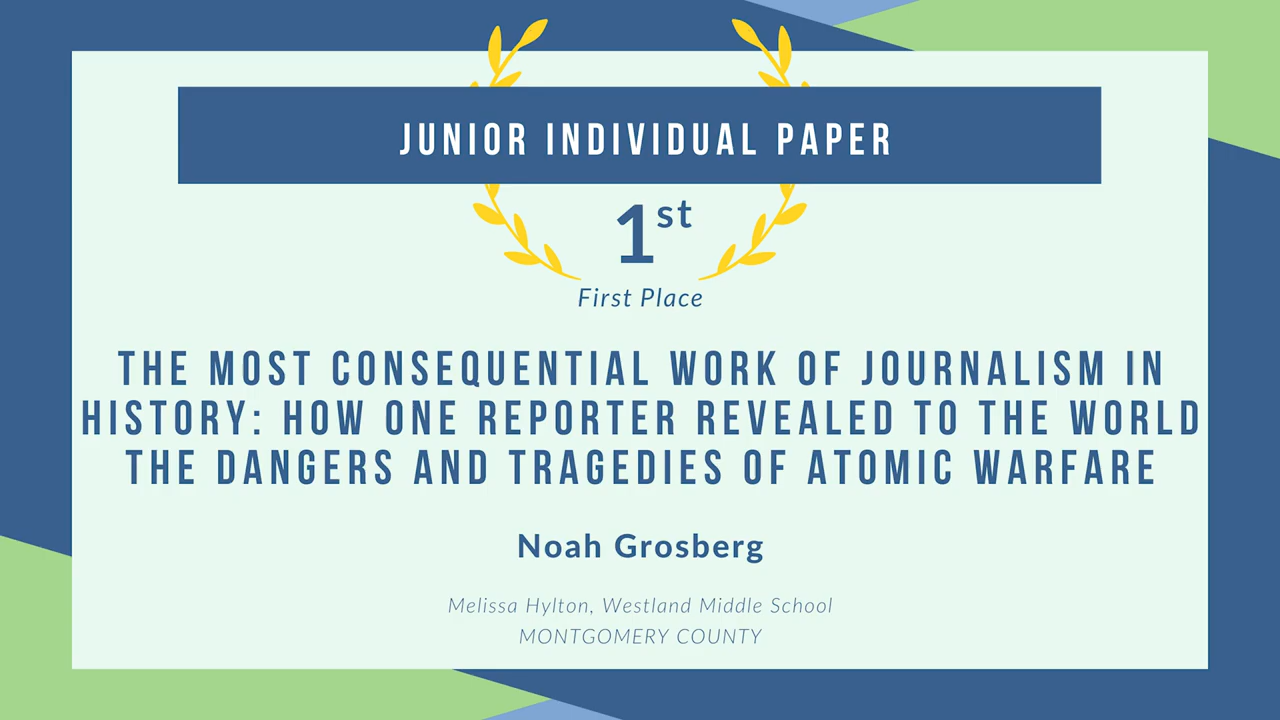 JUNIOR INDIVIDUAL PAPER
1st
First Place
THE MOST CONSEQUENTIAL WORK OF JOURNALISM IN
HISTORY: HOW ONE REPORTER REVEALED TO THE WORLD
THE DANGERS AND TRAGEDIES OF ATOMIC WARFARE
Noah Grosberg
Melissa Hylton, Westland Middle School
MONTGOMERY COUNTY